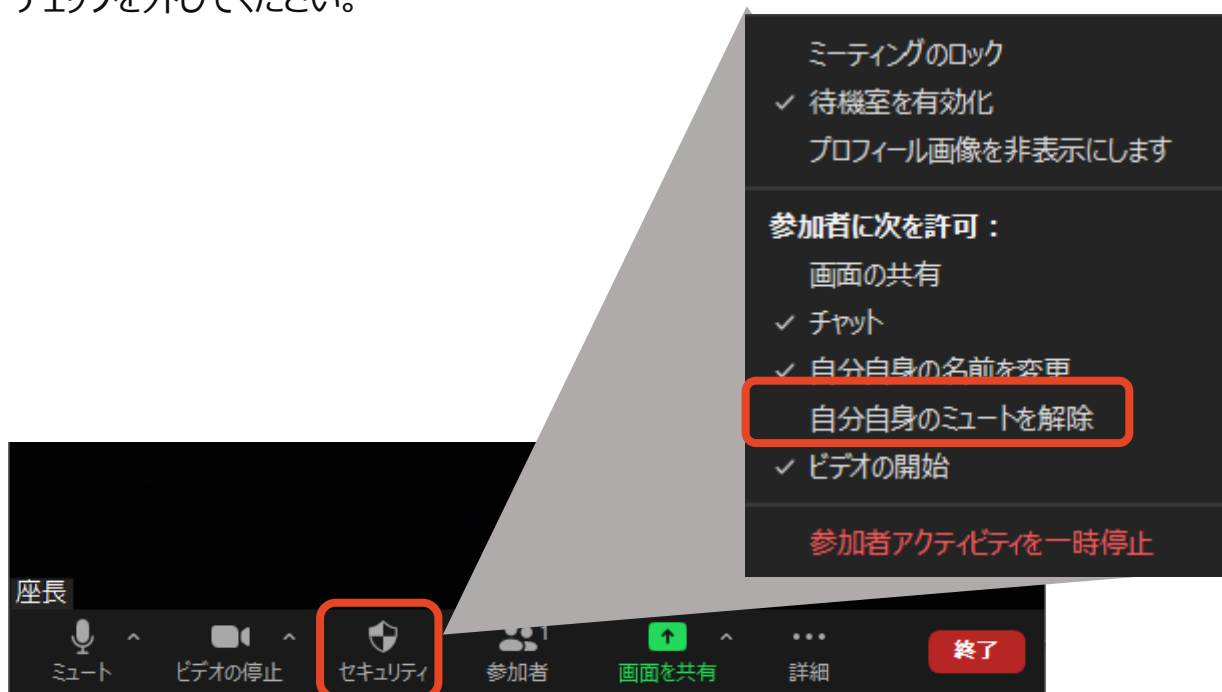 チェックを外してください。
ミーティングのロック
✓ 待機室を有効化
プロフィール画像を非表示にします
参加者に次を許可：
画面の共有
✓ チャット
✓ 自分自身の名前を変更
自分自身のミュートを解除
✓ ビデオの開始
参加者アクティビティを一時停止
座長
1
ミュート
ビデオの停止
セキュリティ
参加者
画面を共有
詳細
終了